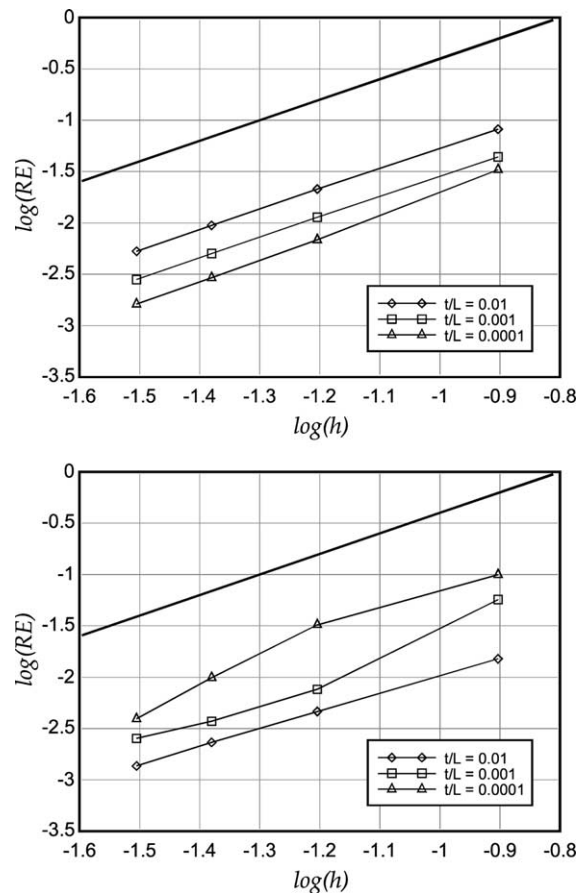 0
-0.5
-1
-1.5
-2
-2.5
-3
-3.5
log(RE)
t/L = 0.01
t/L = 0.001
t/L = 0.0001
-1.6 -1.5 -1.4 -1.3 -1.2 -1.1 -1 -0.9 -0.8
log(h)
0
-0.5
-1
-1.5
-2
-2.5
-3
-3.5
log(RE)
t/L = 0.01
t/L = 0.001
t/L = 0.0001
-1.6 -1.5 -1.4 -1.3 -1.2 -1.1 -1 -0.9 -0.8
log(h)